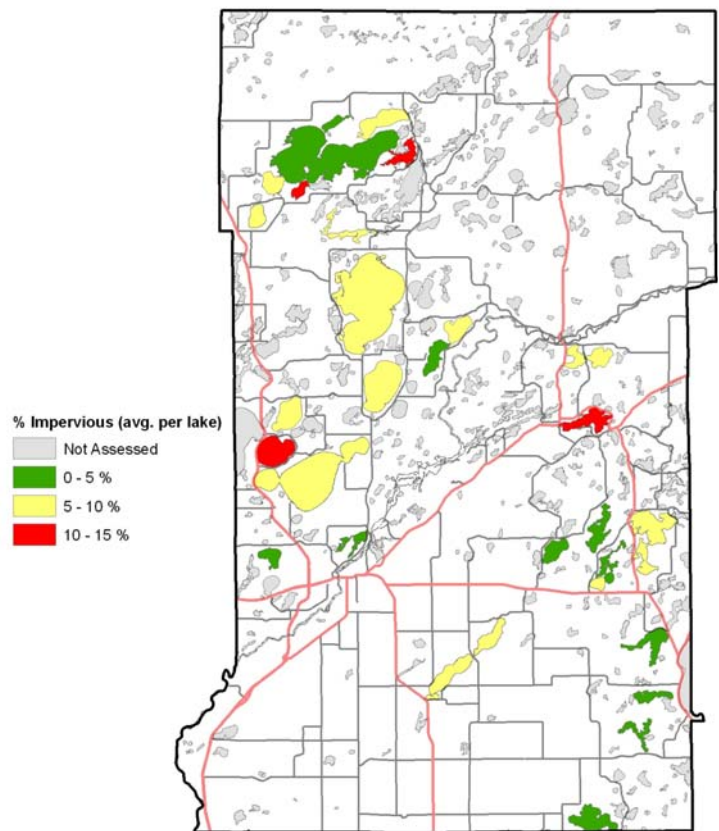 % Impervious (avg. per lake)
Not Assessed
0 - 5 %
5 - 10 %
10 - 15 %